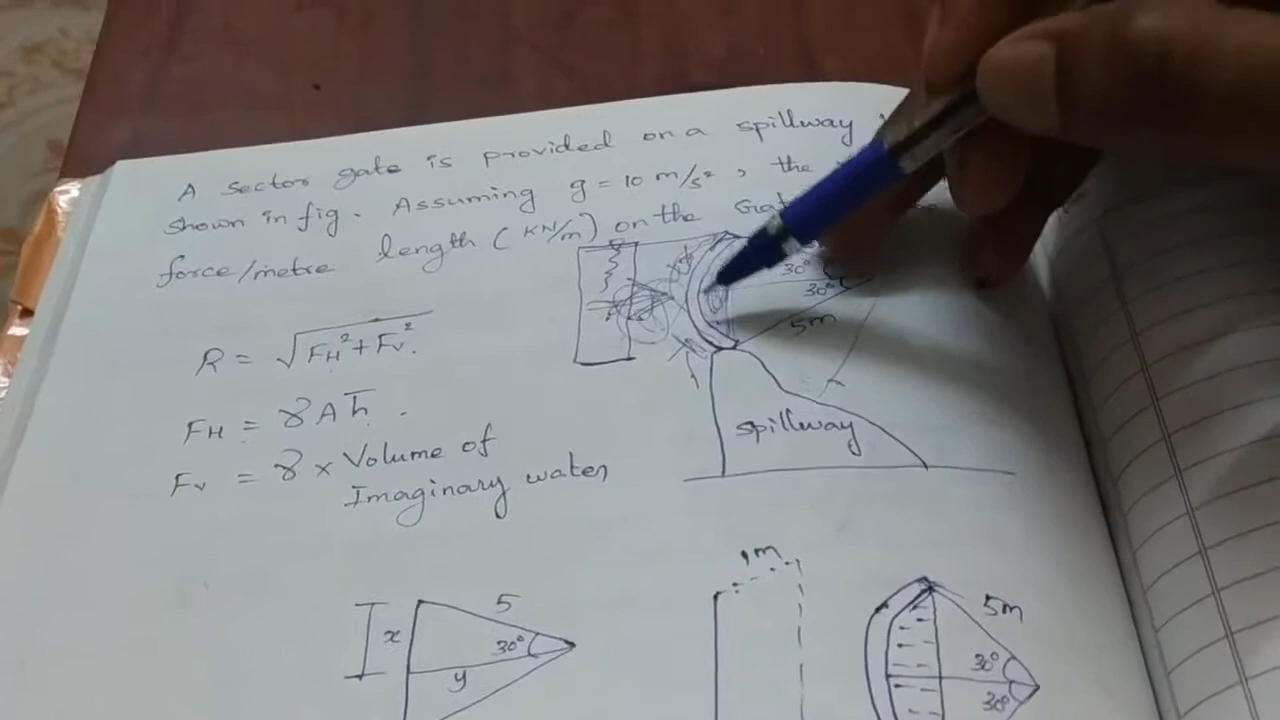 A sector gate is provided on a spillway
shown in fig. Assuming g = 10 m/s², the
force/metre length (KN/m) on the
30°
30°
5m
R = √FH² + Fv².
FH = γAh̄.
Fv = γ × Volume of
Imaginary water,
spillway
1m
5
x
30°
y
5m
30°
30°